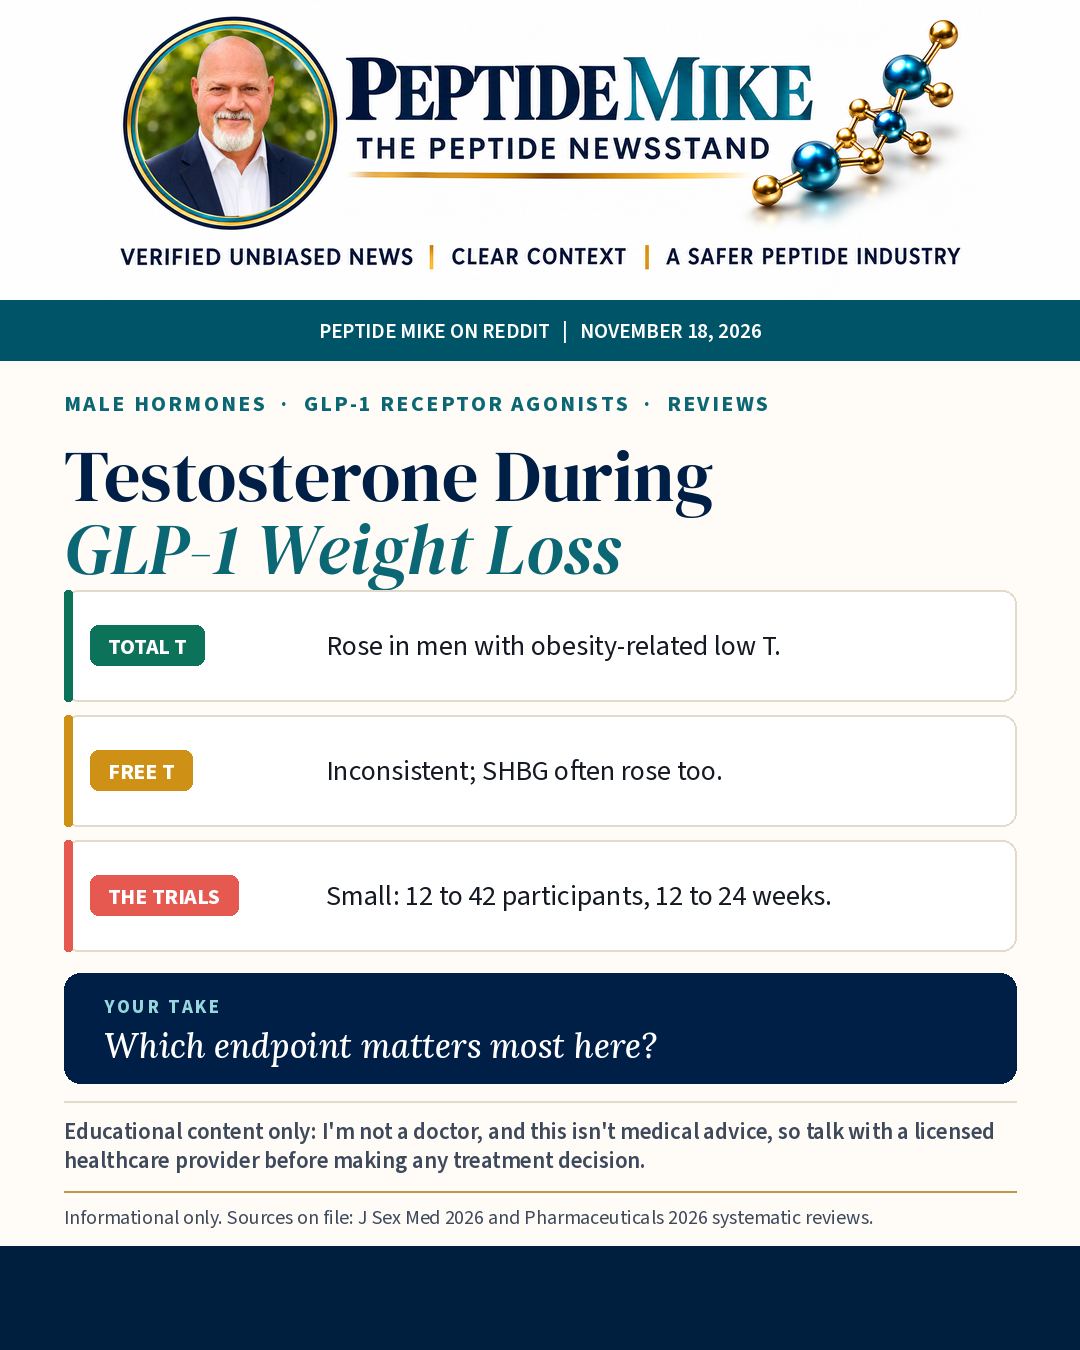 PEPTIDEMIKE
THE PEPTIDE NEWSSTAND
VERIFIED UNBIASED NEWS | CLEAR CONTEXT | A SAFER PEPTIDE INDUSTRY
PEPTIDE MIKE ON REDDIT | NOVEMBER 18, 2026
MALE HORMONES · GLP-1 RECEPTOR AGONISTS · REVIEWS
Testosterone During
GLP-1 Weight Loss
TOTAL T Rose in men with obesity-related low T.
FREE T Inconsistent; SHBG often rose too.
THE TRIALS Small: 12 to 42 participants, 12 to 24 weeks.
YOUR TAKE
Which endpoint matters most here?
Educational content only: I'm not a doctor, and this isn't medical advice, so talk with a licensed
healthcare provider before making any treatment decision.
Informational only. Sources on file: J Sex Med 2026 and Pharmaceuticals 2026 systematic reviews.